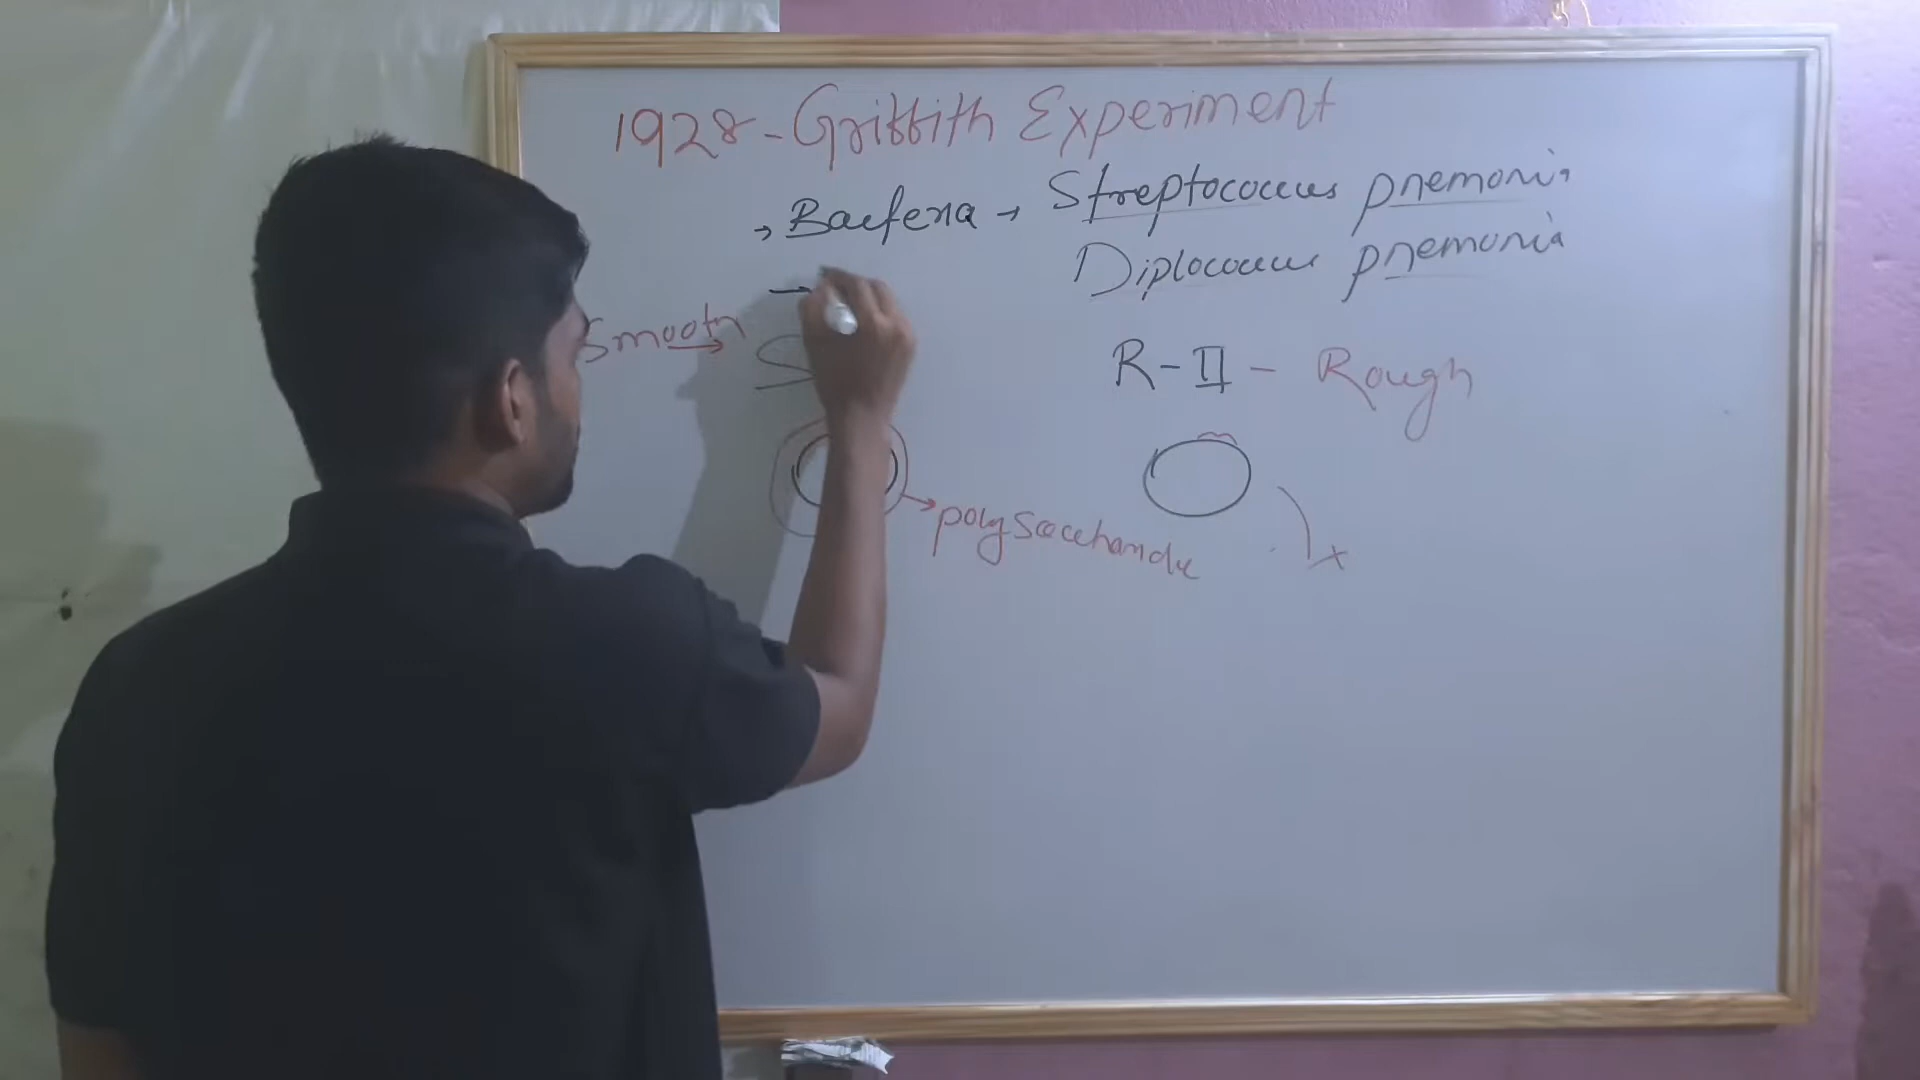 1928 - Griffith Experiment
→ Bacteria → Streptococcus pnemonia
Diplococcus pnemonia
→
Smooth S
R - II - Rough
→ polysaccharide
x